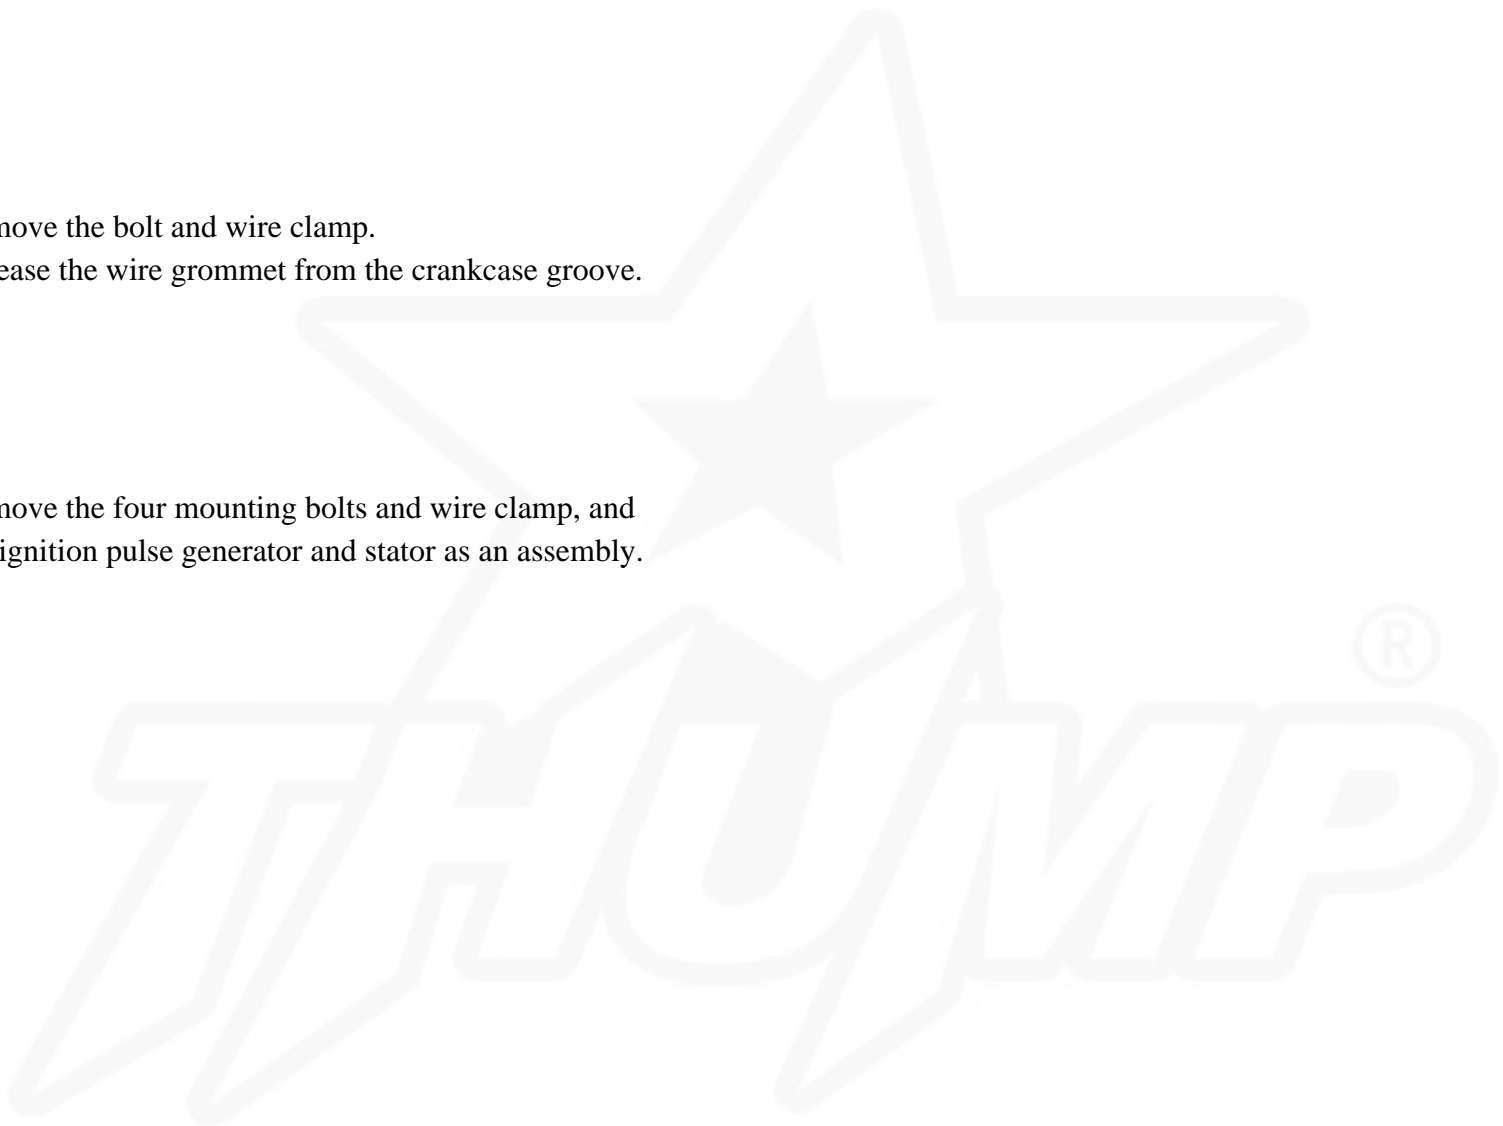 move the bolt and wire clamp.
ease the wire grommet from the crankcase groove.
move the four mounting bolts and wire clamp, and
ignition pulse generator and stator as an assembly.
®
THUMP